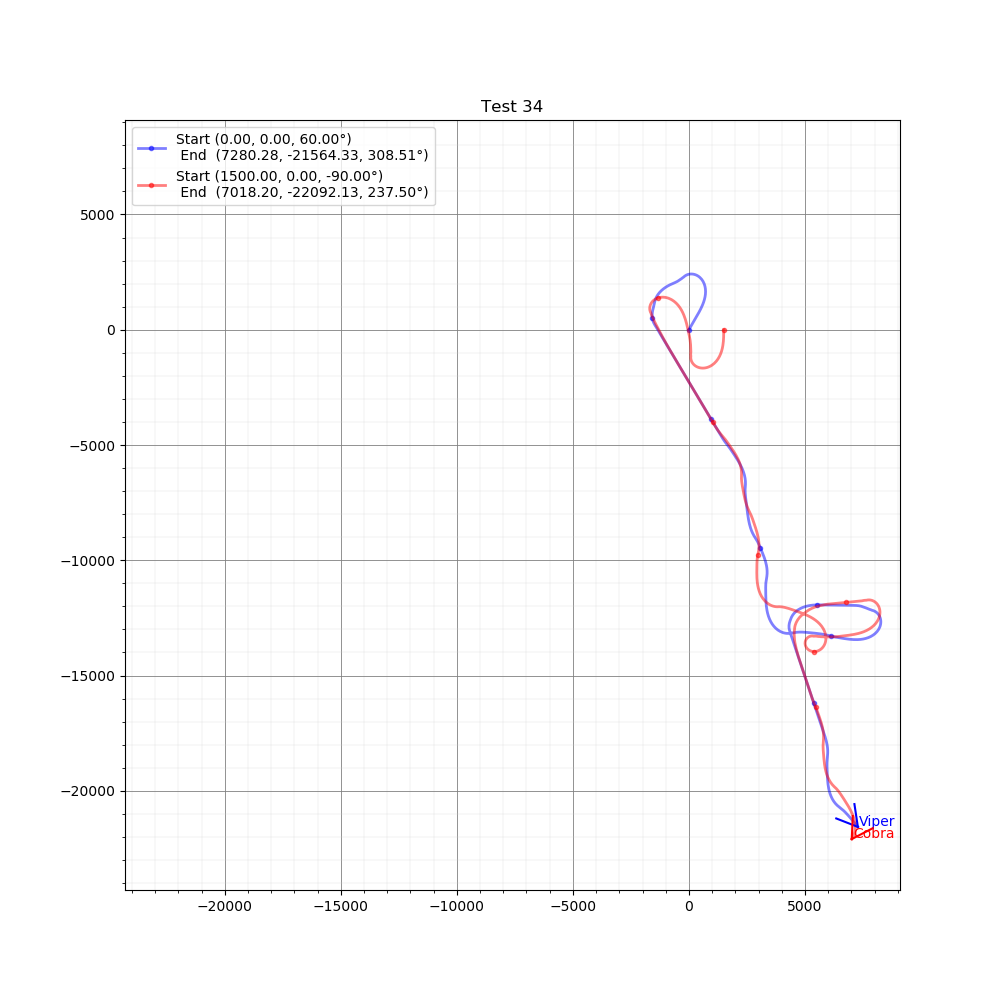 Test 34
Start (0.00, 0.00, 60.00°)
End  (7280.28, -21564.33, 308.51°)
Start (1500.00, 0.00, -90.00°)
End  (7018.20, -22092.13, 237.50°)
5000
0
−5000
−10000
−15000
−20000
Viper
Cobra
−20000 −15000 −10000 −5000 0 5000